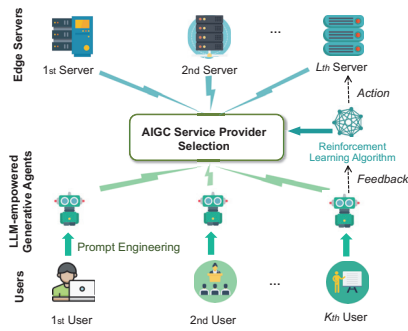 Edge Servers
1st Server
2nd Server
...
Lth Server
Action
AIGC Service Provider
Selection
Reinforcement
Learning Algorithm
Feedback
LLM-empowered
Generative Agents
Prompt Engineering
Users
1st User
2nd User
...
Kth User